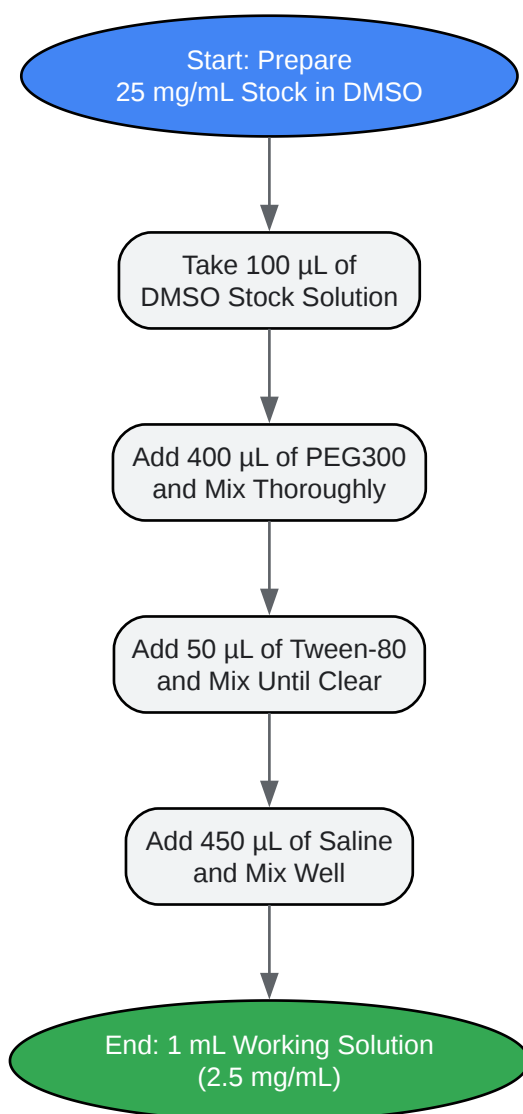 Start: Prepare
25 mg/mL Stock in DMSO
Take 100 µL of
DMSO Stock Solution
Add 400 µL of PEG300
and Mix Thoroughly
Add 50 µL of Tween-80
and Mix Until Clear
Add 450 µL of Saline
and Mix Well
End: 1 mL Working Solution
(2.5 mg/mL)